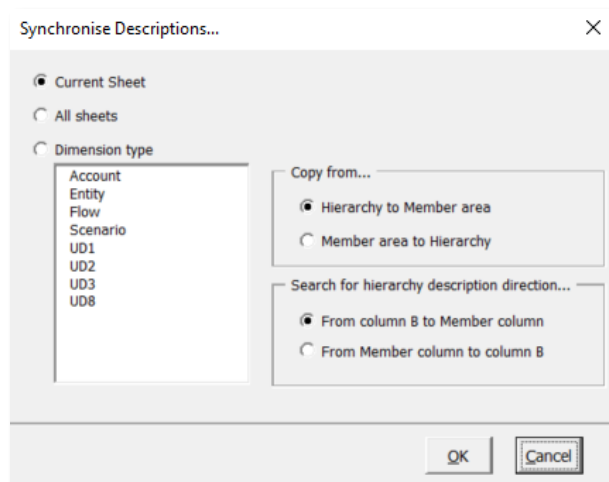 Synchronise Descriptions...
Current Sheet
All sheets
Dimension type
Account
Entity
Flow
Scenario
UD1
UD2
UD3
UD8
Copy from...
Hierarchy to Member area
Member area to Hierarchy
Search for hierarchy description direction...
From column B to Member column
From Member column to column B
OK
Cancel